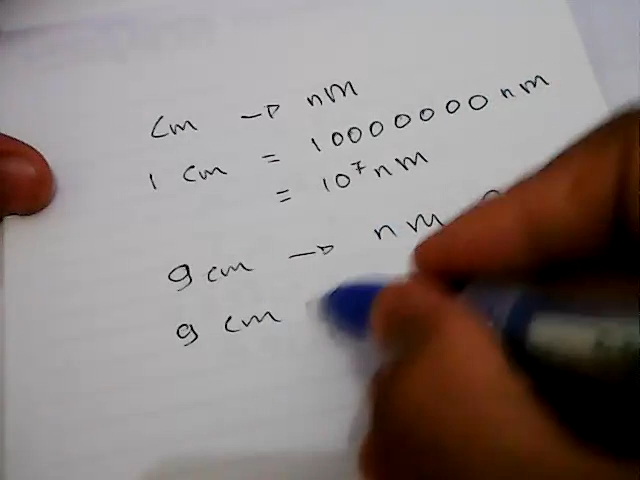 cm → nm
1 cm = 10000000 nm
= 10⁷ nm
9 cm → nm
9 cm